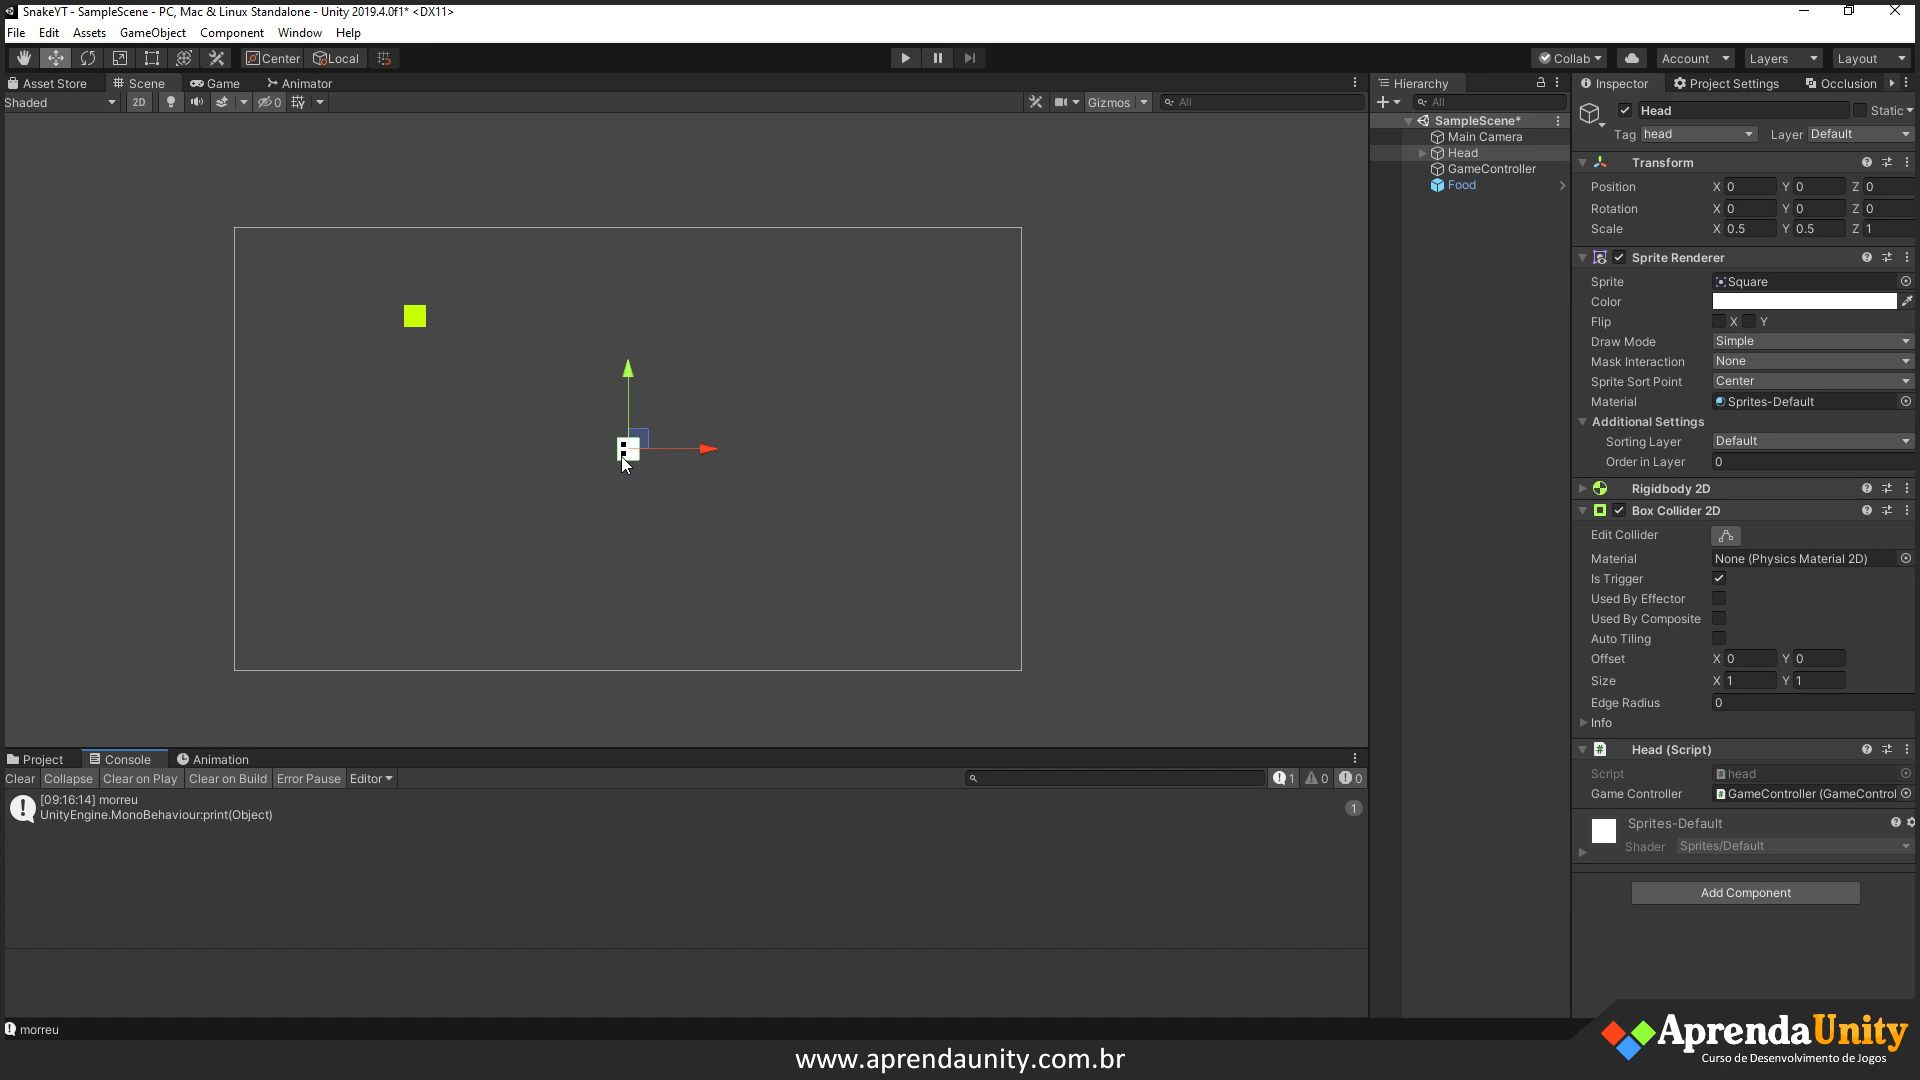 SnakeYT - SampleScene - PC, Mac & Linux Standalone - Unity 2019.4.0f1* <DX11>
File Edit Assets GameObject Component Window Help
Center Local
Collab Account Layers Layout
Asset Store Scene Game Animator
Shaded 2D 0 Gizmos All
Hierarchy
All
SampleScene*
Main Camera
Head
GameController
Food
Inspector Project Settings Occlusion
Head Static
Tag head Layer Default
Transform
Position X 0 Y 0 Z 0
Rotation X 0 Y 0 Z 0
Scale X 0.5 Y 0.5 Z 1
Sprite Renderer
Sprite Square
Color
Flip X Y
Draw Mode Simple
Mask Interaction None
Sprite Sort Point Center
Material Sprites-Default
Additional Settings
Sorting Layer Default
Order in Layer 0
Rigidbody 2D
Box Collider 2D
Edit Collider
Material None (Physics Material 2D)
Is Trigger
Used By Effector
Used By Composite
Auto Tiling
Offset X 0 Y 0
Size X 1 Y 1
Edge Radius 0
Info
Head (Script)
Script head
Game Controller GameController (GameControl
Sprites-Default
Shader Sprites/Default
Add Component
Project Console Animation
Clear Collapse Clear on Play Clear on Build Error Pause Editor 1 0 0
[09:16:14] morreu
UnityEngine.MonoBehaviour:print(Object)
1
morreu
AprendaUnity
Curso de Desenvolvimento de Jogos
www.aprendaunity.com.br